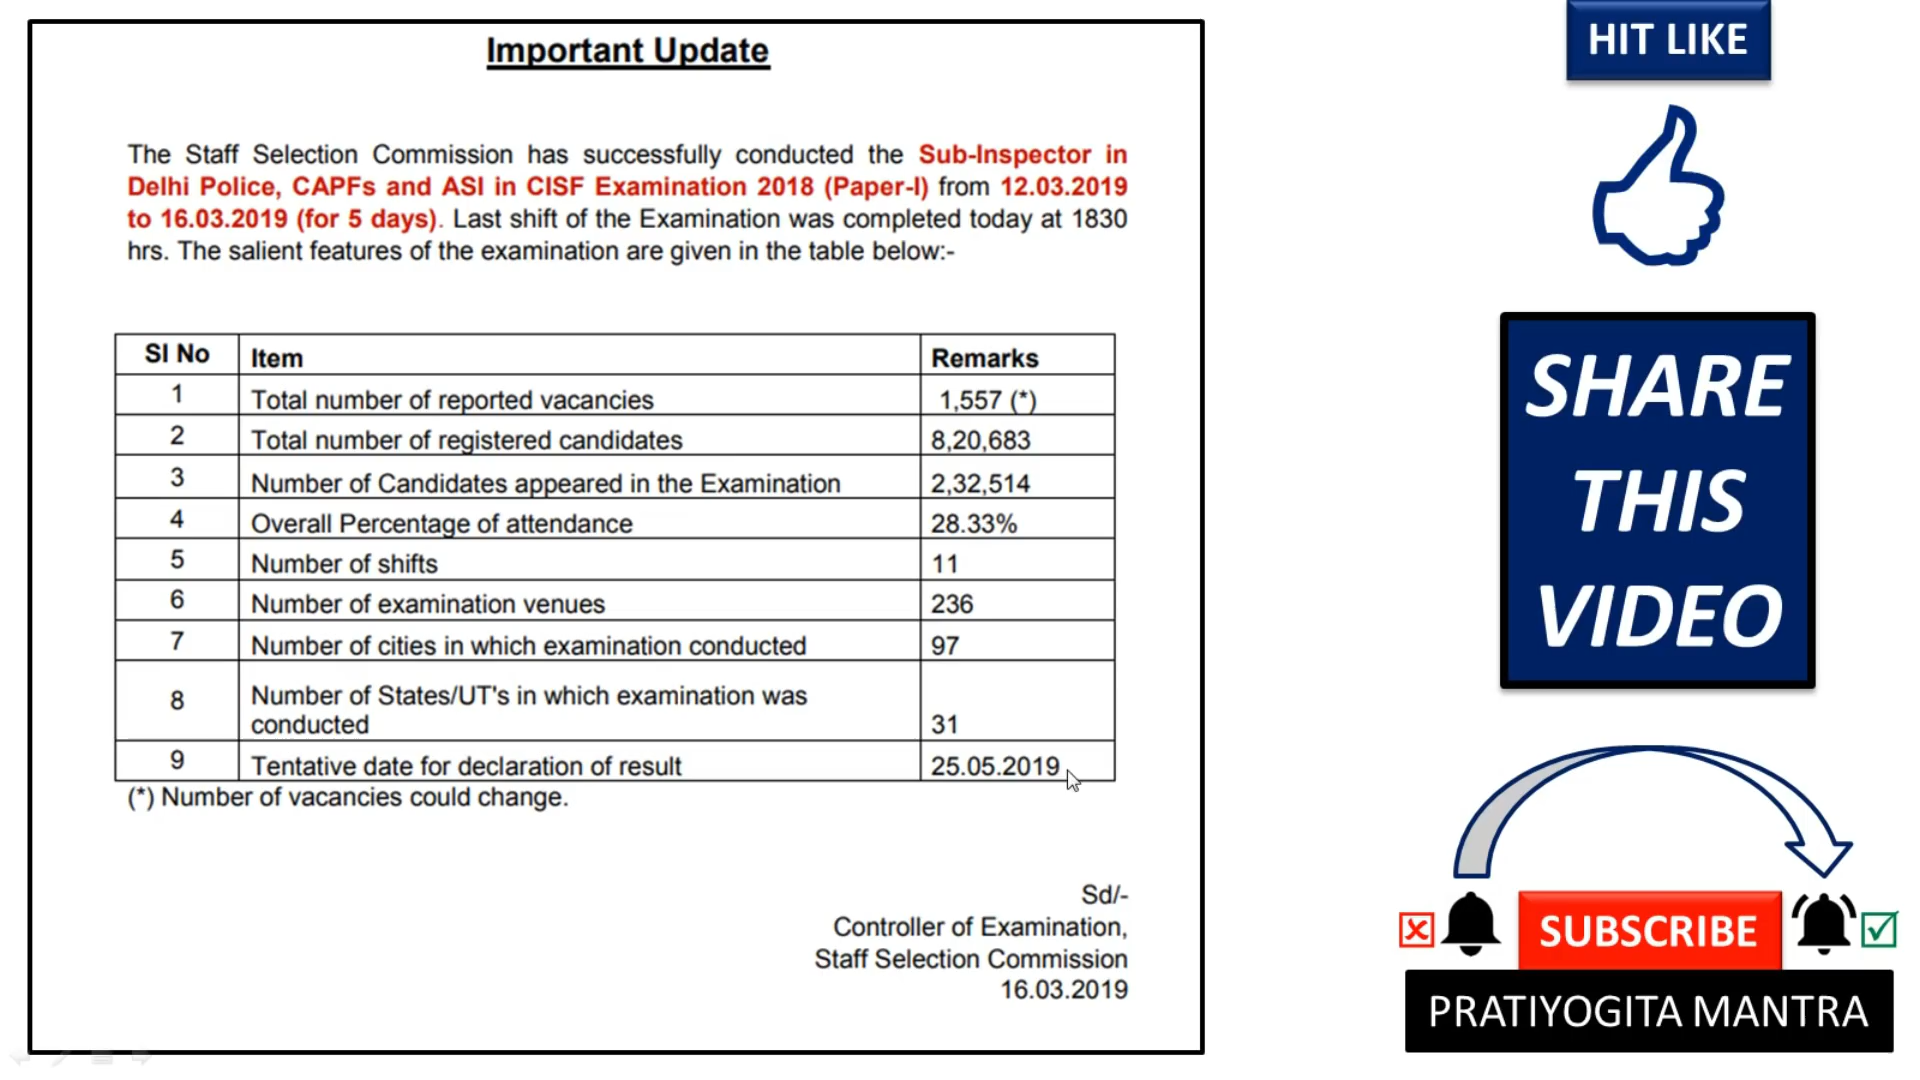 Important Update
The Staff Selection Commission has successfully conducted the Sub-Inspector in
Delhi Police, CAPFs and ASI in CISF Examination 2018 (Paper-I) from 12.03.2019
to 16.03.2019 (for 5 days). Last shift of the Examination was completed today at 1830
hrs. The salient features of the examination are given in the table below:-
SI No Item Remarks
1 Total number of reported vacancies 1,557 (*)
2 Total number of registered candidates 8,20,683
3 Number of Candidates appeared in the Examination 2,32,514
4 Overall Percentage of attendance 28.33%
5 Number of shifts 11
6 Number of examination venues 236
7 Number of cities in which examination conducted 97
8 Number of States/UT's in which examination was
conducted 31
9 Tentative date for declaration of result 25.05.2019
(*) Number of vacancies could change.
Sd/-
Controller of Examination,
Staff Selection Commission
16.03.2019
HIT LIKE
SHARE
THIS
VIDEO
SUBSCRIBE
PRATIYOGITA MANTRA